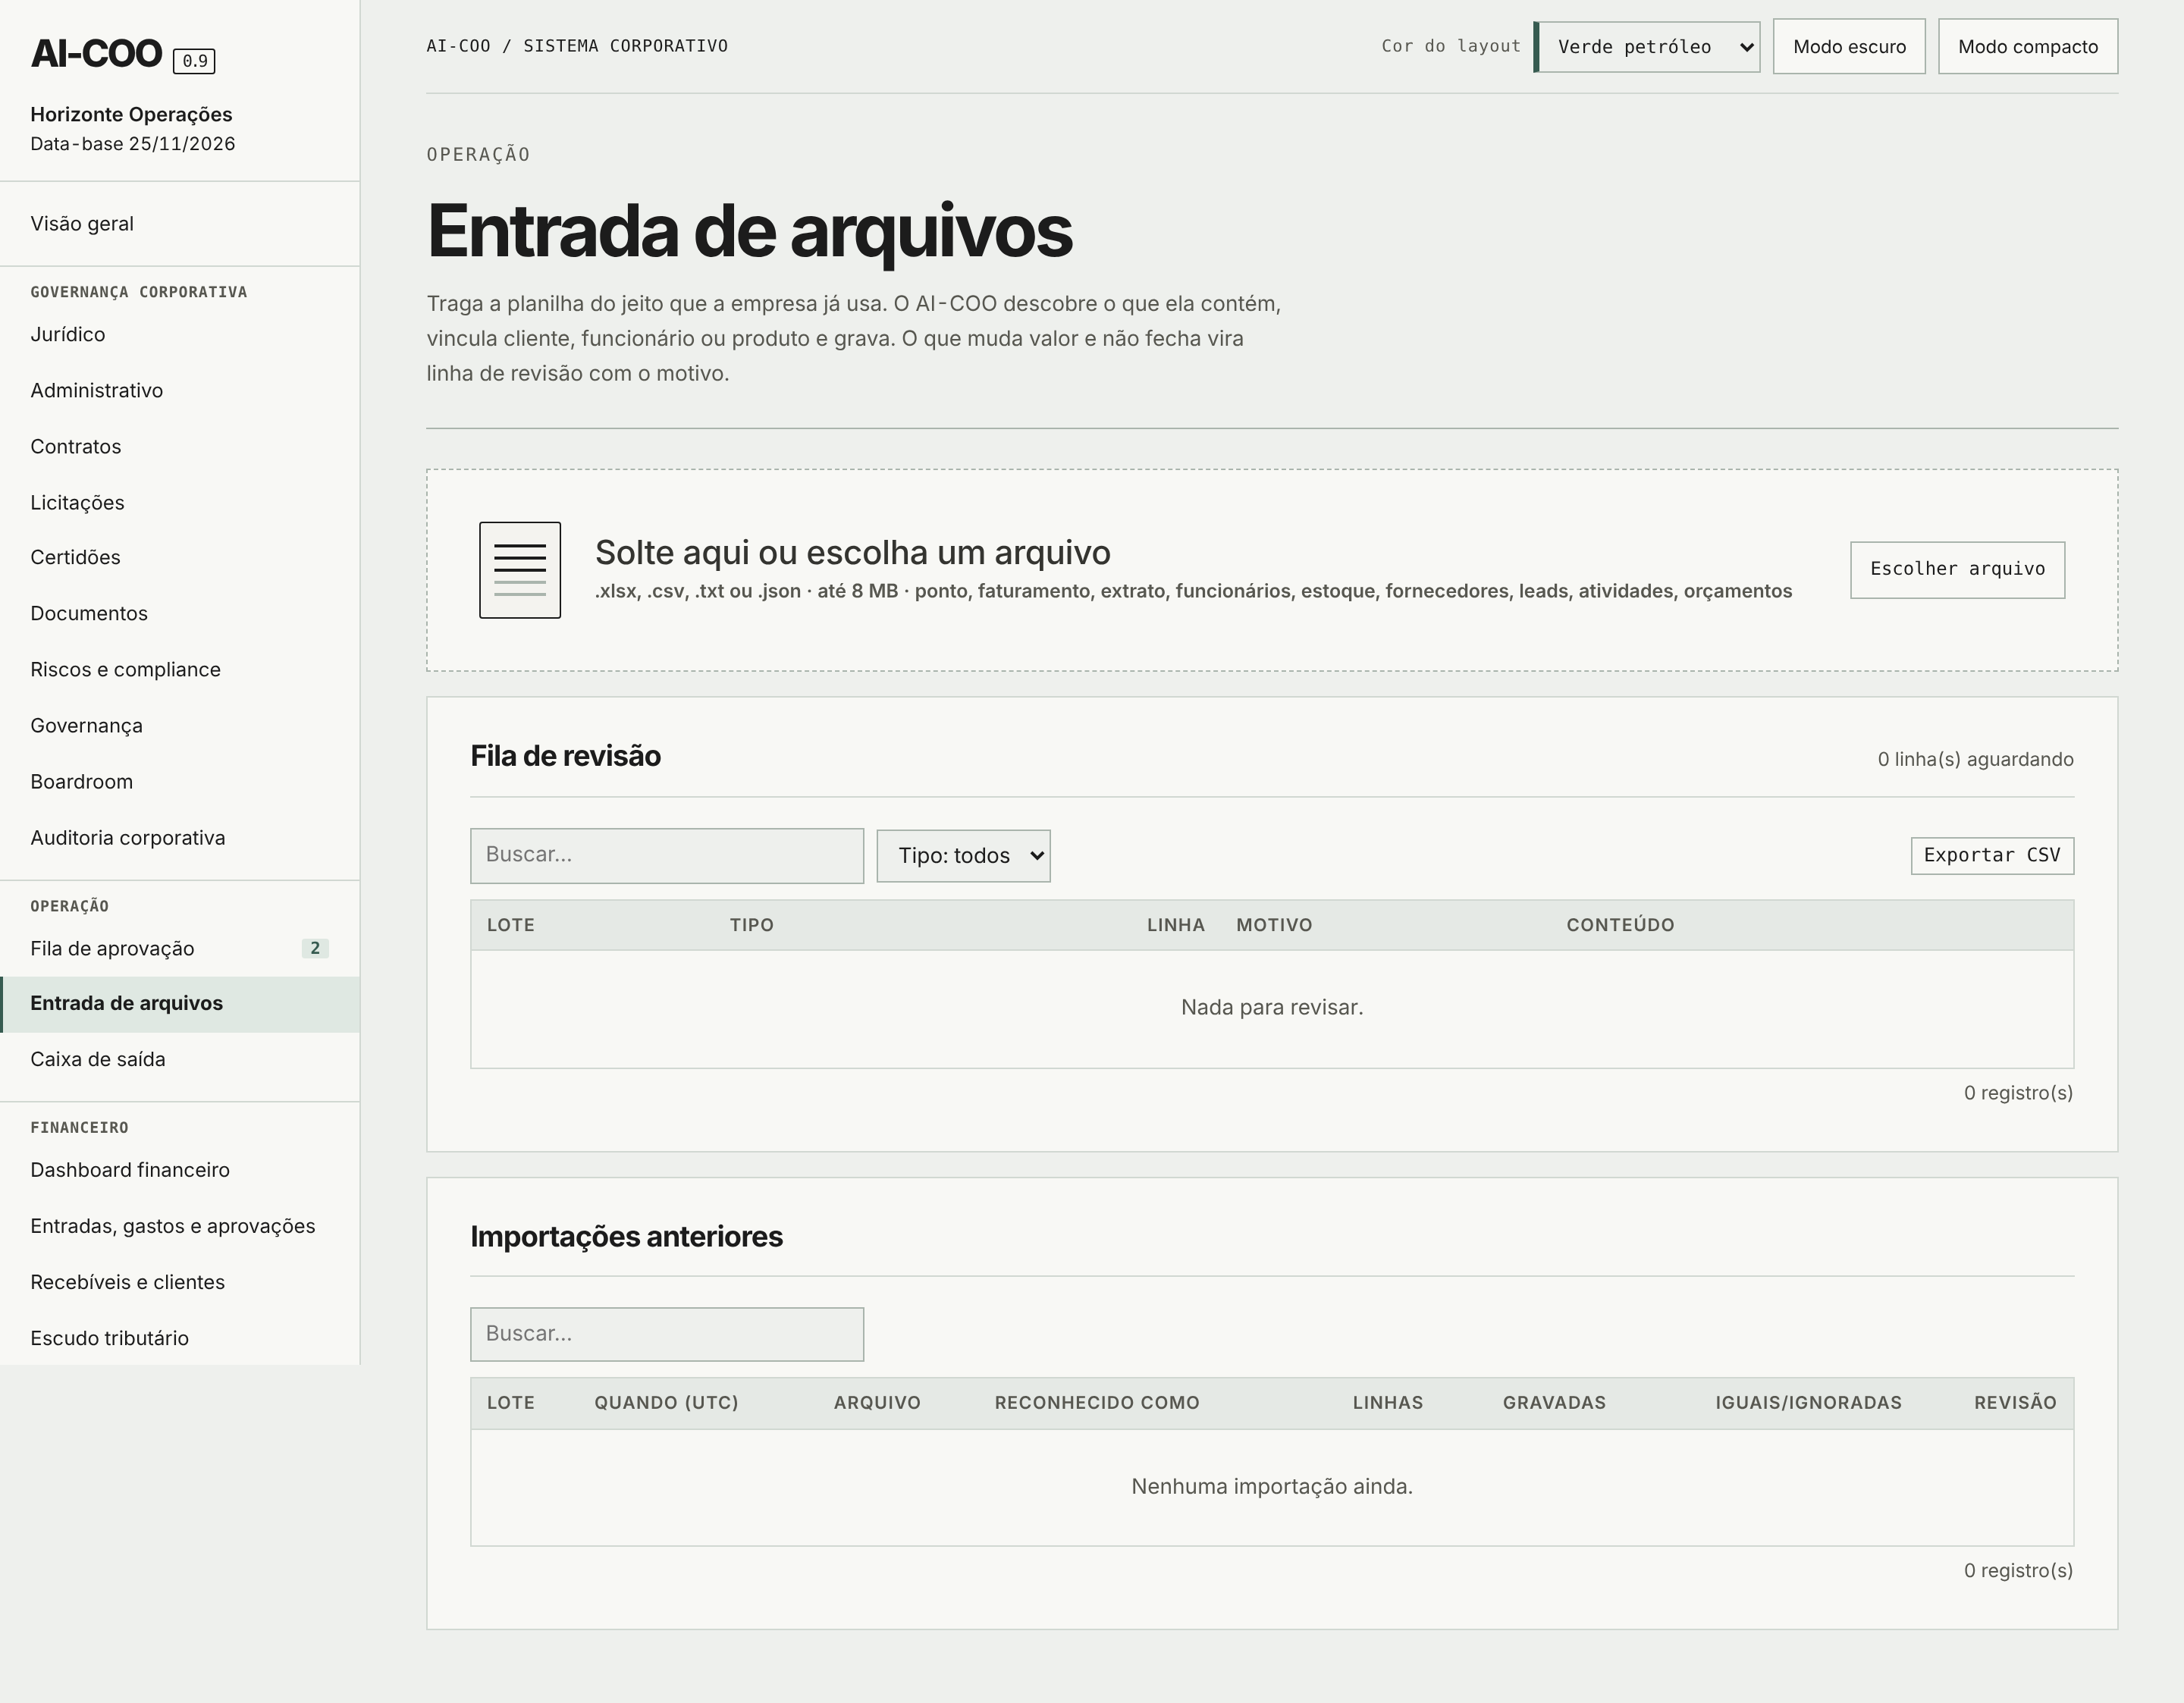 AI-COO 0.9
Horizonte Operações
Data-base 25/11/2026
Visão geral
GOVERNANÇA CORPORATIVA
Jurídico
Administrativo
Contratos
Licitações
Certidões
Documentos
Riscos e compliance
Governança
Boardroom
Auditoria corporativa
OPERAÇÃO
Fila de aprovação 2
Entrada de arquivos
Caixa de saída
FINANCEIRO
Dashboard financeiro
Entradas, gastos e aprovações
Recebíveis e clientes
Escudo tributário
AI-COO / SISTEMA CORPORATIVO
Cor do layout Verde petróleo Modo escuro Modo compacto
OPERAÇÃO
Entrada de arquivos
Traga a planilha do jeito que a empresa já usa. O AI-COO descobre o que ela contém,
vincula cliente, funcionário ou produto e grava. O que muda valor e não fecha vira
linha de revisão com o motivo.
Solte aqui ou escolha um arquivo
.xlsx, .csv, .txt ou .json · até 8 MB · ponto, faturamento, extrato, funcionários, estoque, fornecedores, leads, atividades, orçamentos
Escolher arquivo
Fila de revisão
0 linha(s) aguardando
Buscar...
Tipo: todos
Exportar CSV
LOTE TIPO LINHA MOTIVO CONTEÚDO
Nada para revisar.
0 registro(s)
Importações anteriores
Buscar...
LOTE QUANDO (UTC) ARQUIVO RECONHECIDO COMO LINHAS GRAVADAS IGUAIS/IGNORADAS REVISÃO
Nenhuma importação ainda.
0 registro(s)